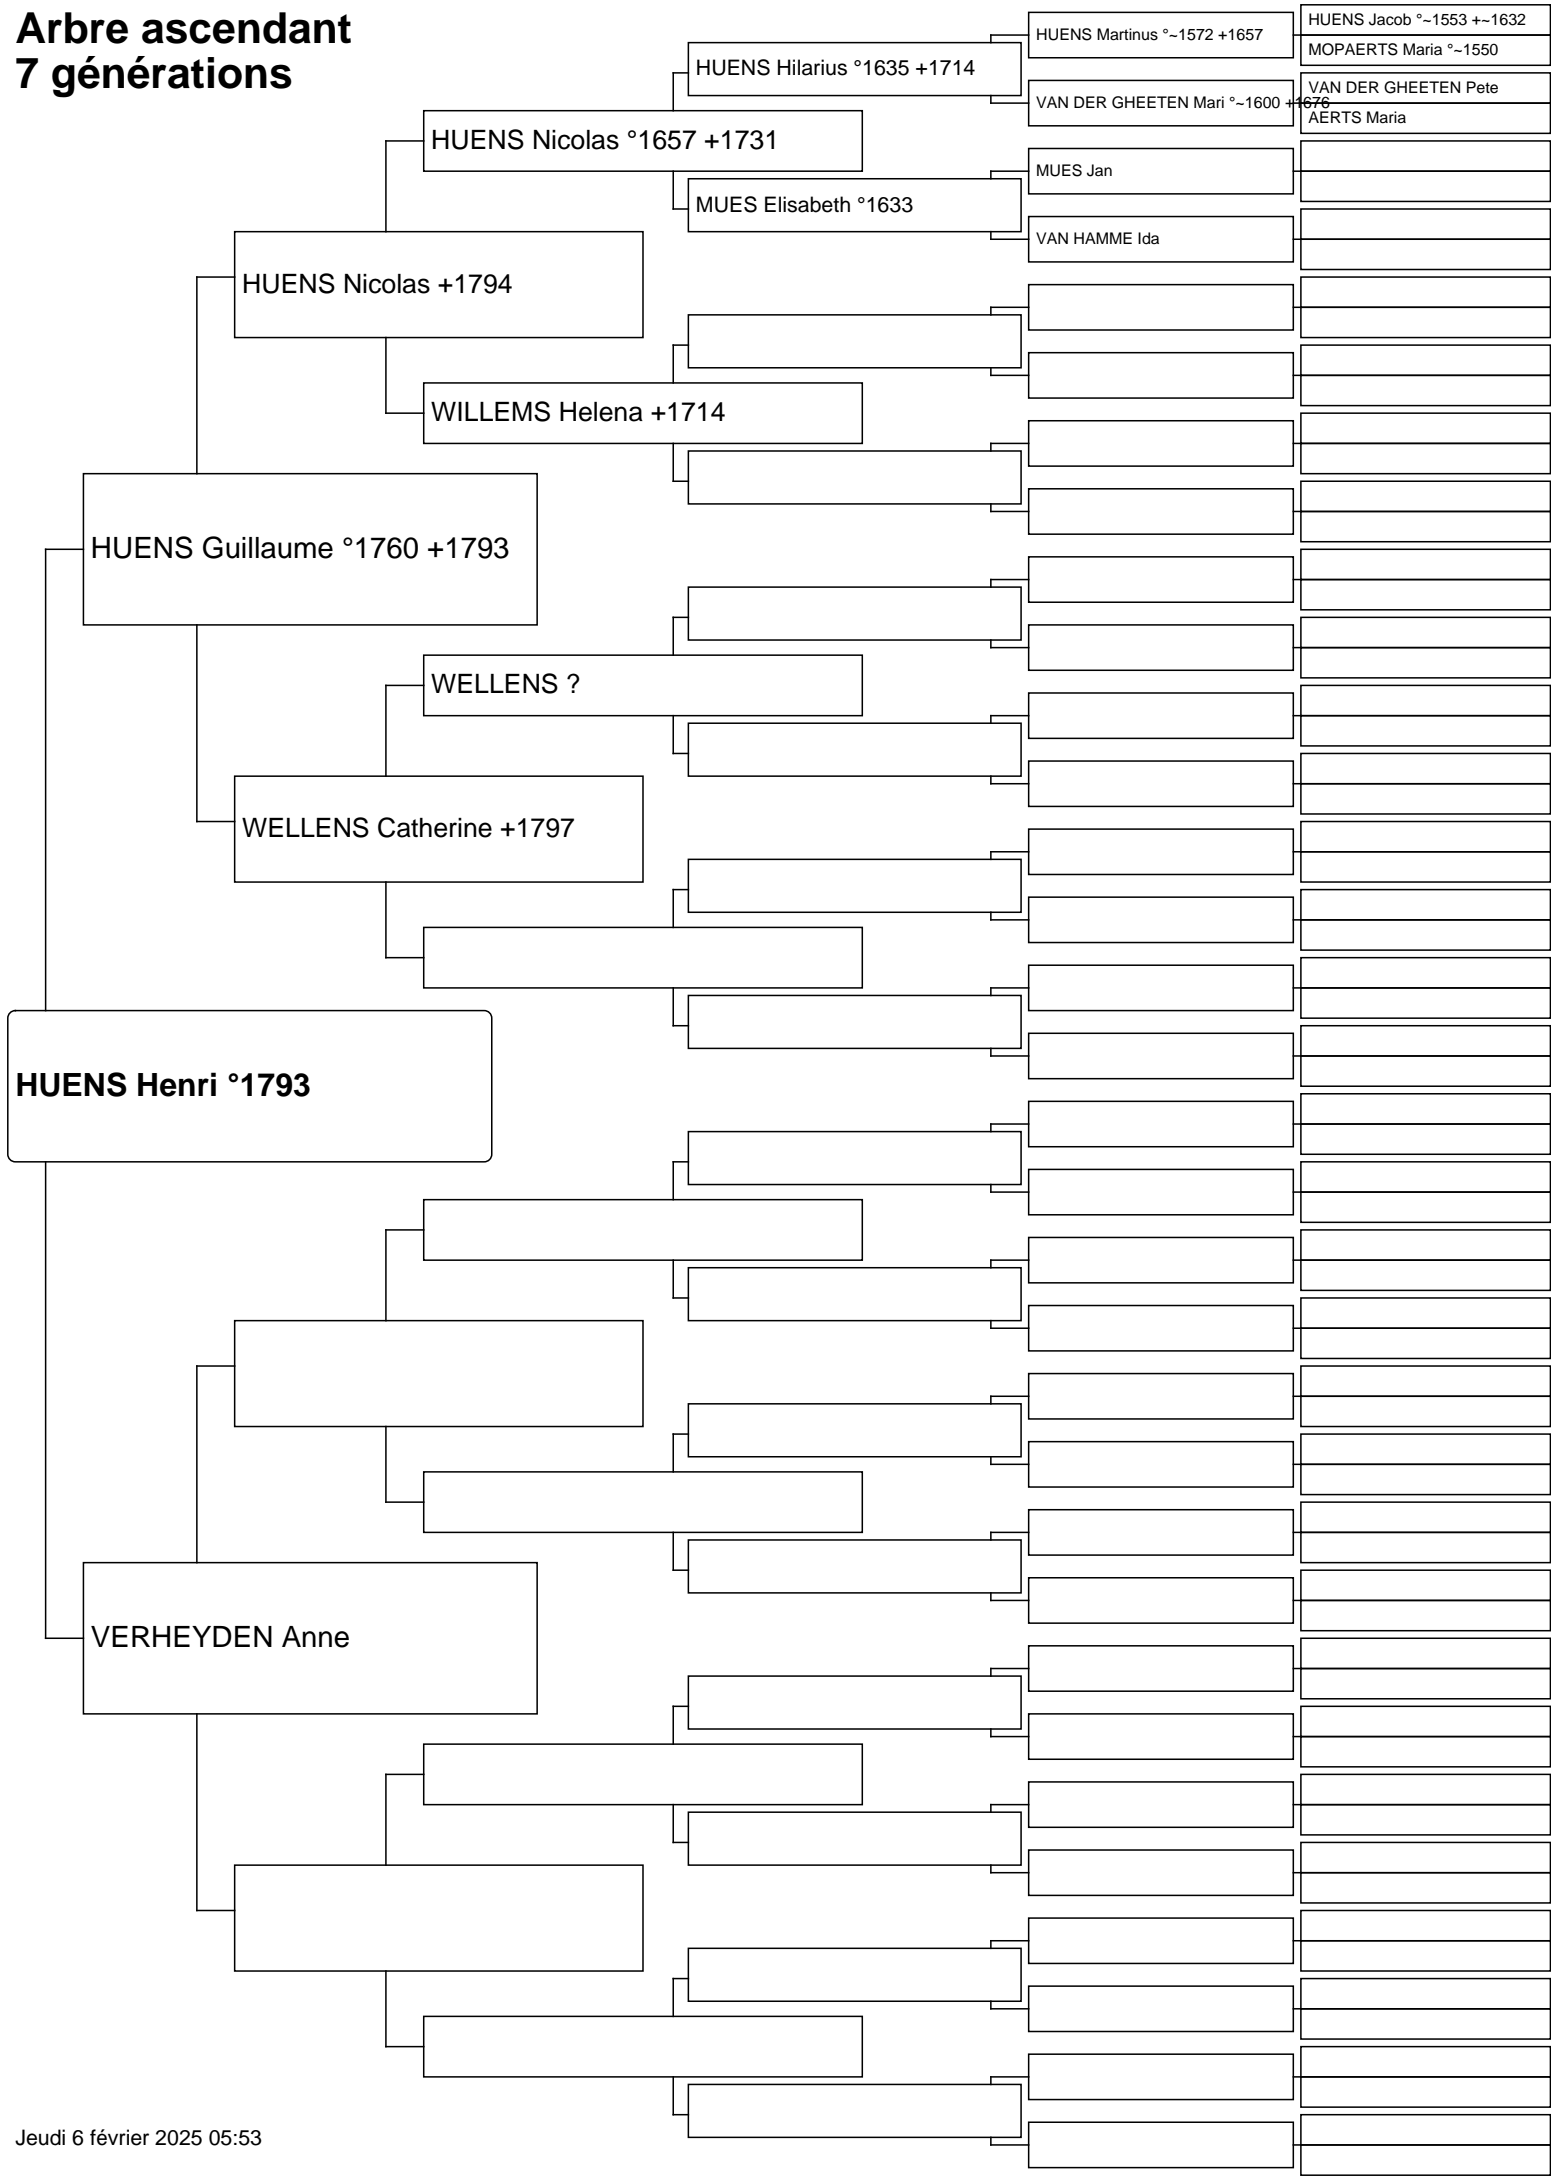 Arbre ascendant
7 générations
HUENS Jacob °~1553 +~1632
HUENS Martinus °~1572 +1657
MOPAERTS Maria °~1550
HUENS Hilarius °1635 +1714
VAN DER GHEETEN Pete
VAN DER GHEETEN Mari °~1600 +1676
AERTS Maria
HUENS Nicolas °1657 +1731
MUES Jan
MUES Elisabeth °1633
VAN HAMME Ida
HUENS Nicolas +1794
WILLEMS Helena +1714
HUENS Guillaume °1760 +1793
WELLENS ?
WELLENS Catherine +1797
HUENS Henri °1793
VERHEYDEN Anne
Jeudi 6 février 2025 05:53